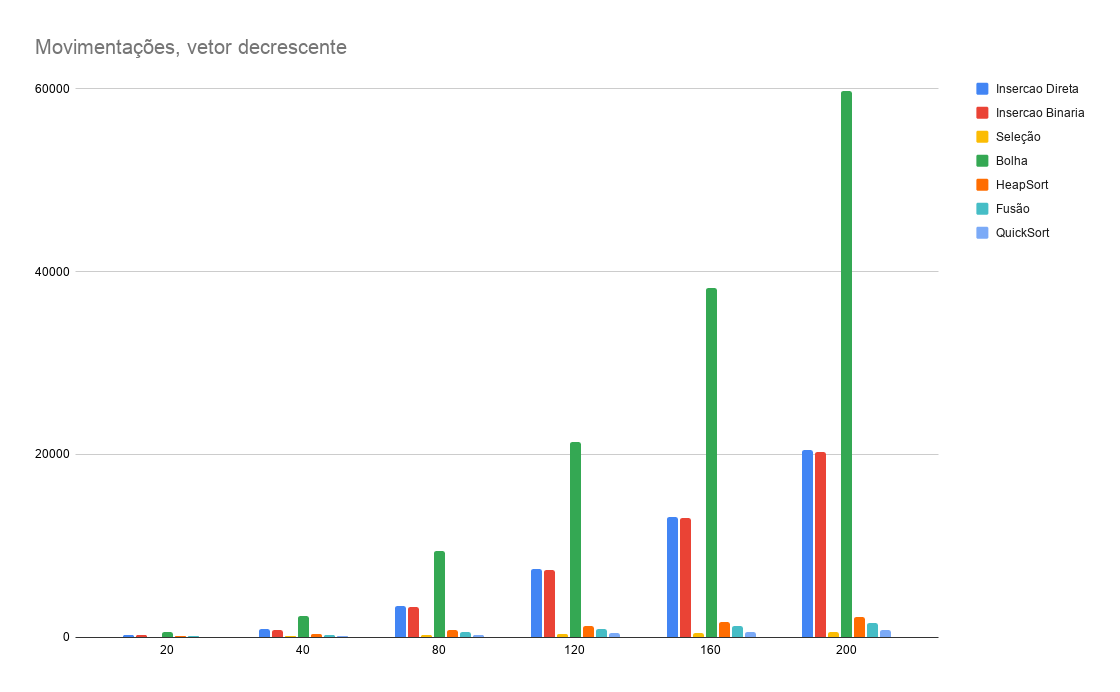 Movimentações, vetor decrescente
60000
40000
20000
0
20
40
80
120
160
200
Insercao Direta
Insercao Binaria
Seleção
Bolha
HeapSort
Fusão
QuickSort